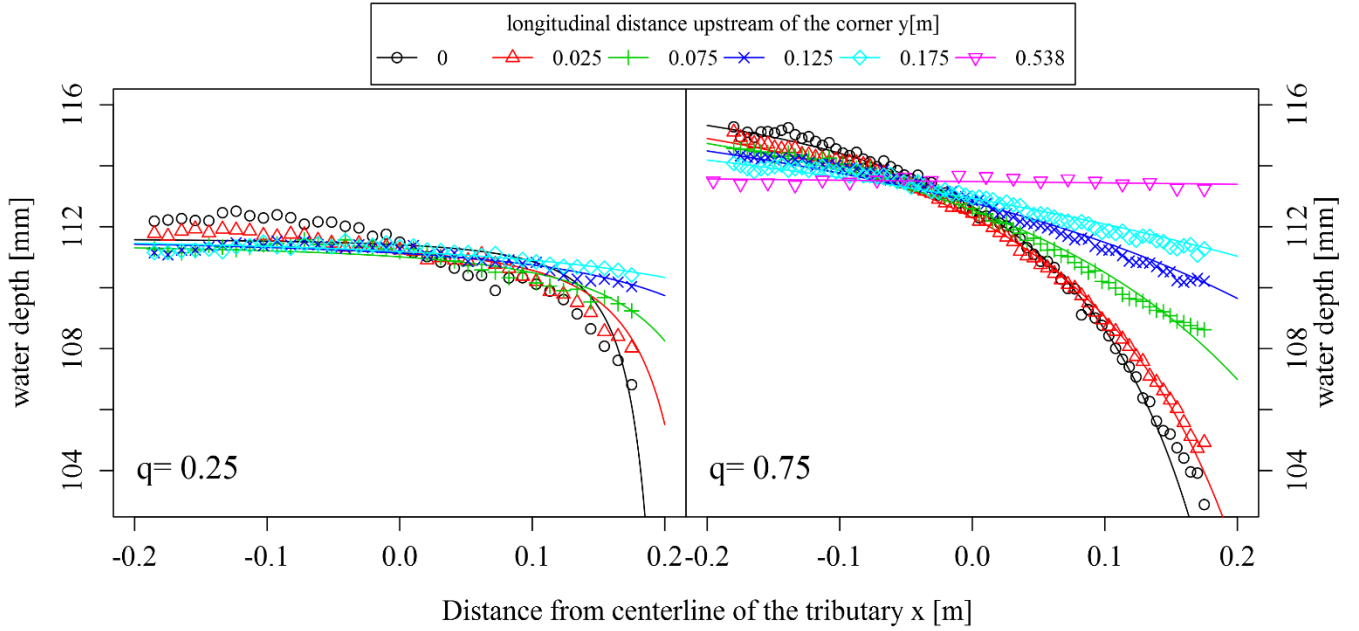 longitudinal distance upstream of the corner y[m]
0 0.025 0.075 0.125 0.175 0.538
116
112
108
104
water depth [mm]
q= 0.25
-0.2 -0.1 0.0 0.1 0.2
q= 0.75
-0.2 -0.1 0.0 0.1 0.2
116
112
108
104
water depth [mm]
Distance from centerline of the tributary x [m]